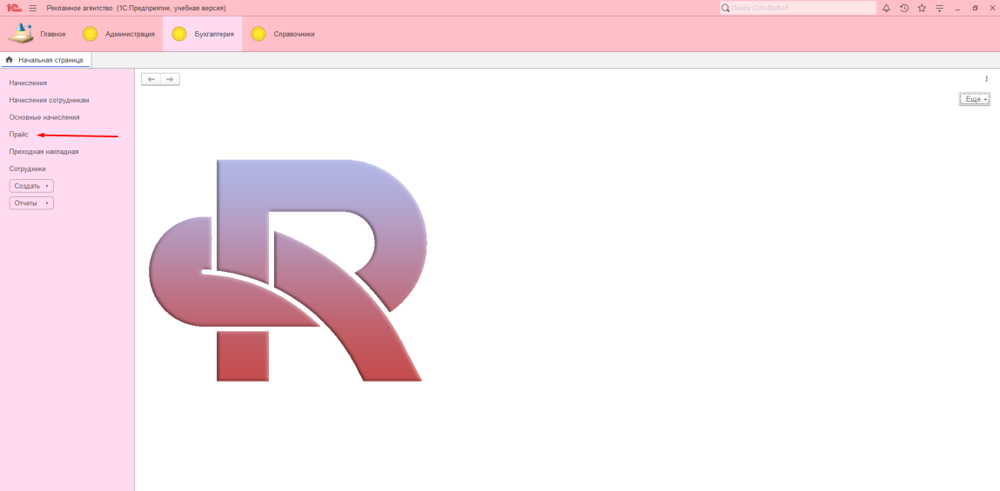 1С Рекламное агентство (1С:Предприятие, учебная версия) Поиск Ctrl+Shift+F
Главное Администрация Бухгалтерия Справочники
Начальная страница
Начисления
Начисления сотрудникам
Еще
Основные начисления
Прайс
Приходная накладная
Сотрудники
Создать
Отчеты